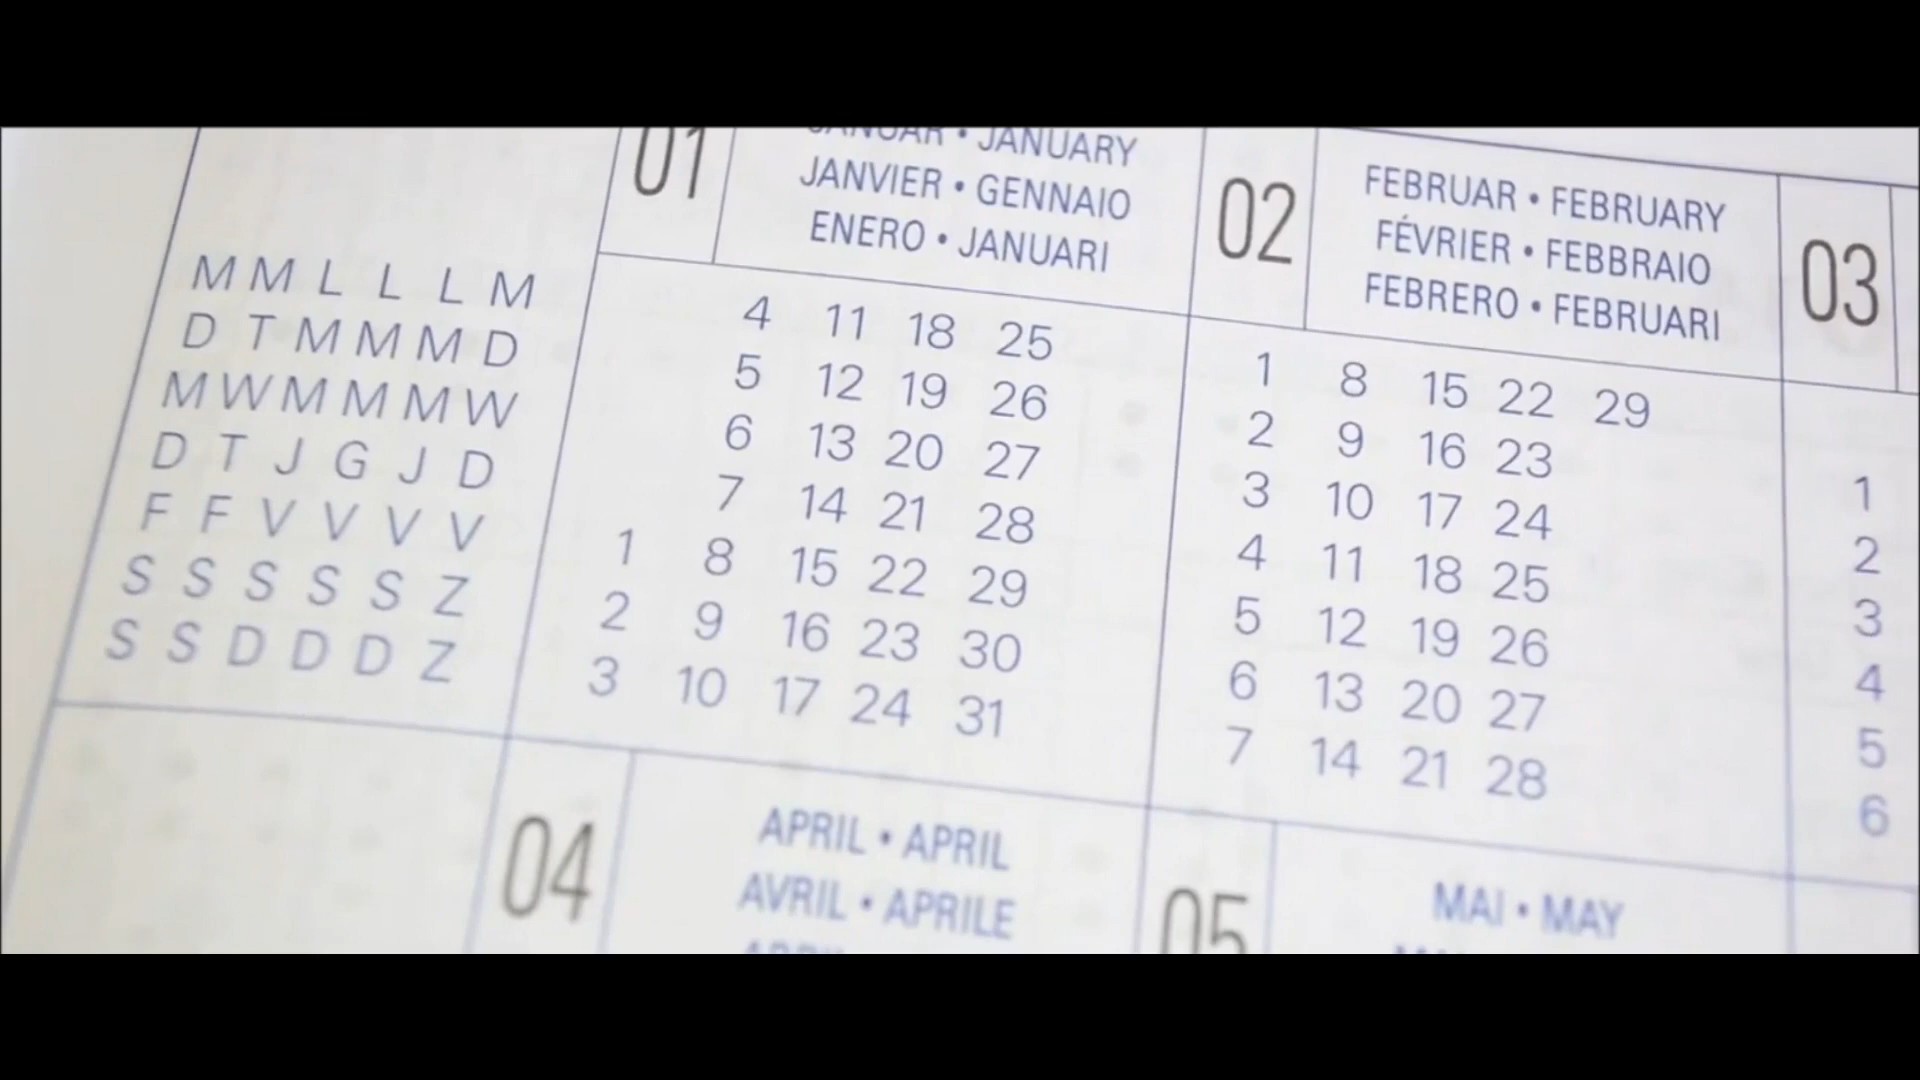 01
JANUAR • JANUARY
JANVIER • GENNAIO
ENERO • JANUARI
02
FEBRUAR • FEBRUARY
FÉVRIER • FEBBRAIO
FEBRERO • FEBRUARI
03
M M L L L M
D T M M M D
M W M M M W
D T J G J D
F F V V V V
S S S S S Z
S S D D D Z
4 11 18 25
5 12 19 26
6 13 20 27
7 14 21 28
1 8 15 22 29
2 9 16 23 30
3 10 17 24 31
1 8 15 22 29
2 9 16 23
3 10 17 24
4 11 18 25
5 12 19 26
6 13 20 27
7 14 21 28
1
2
3
4
5
6
04
APRIL • APRIL
AVRIL • APRILE
05
MAI • MAY